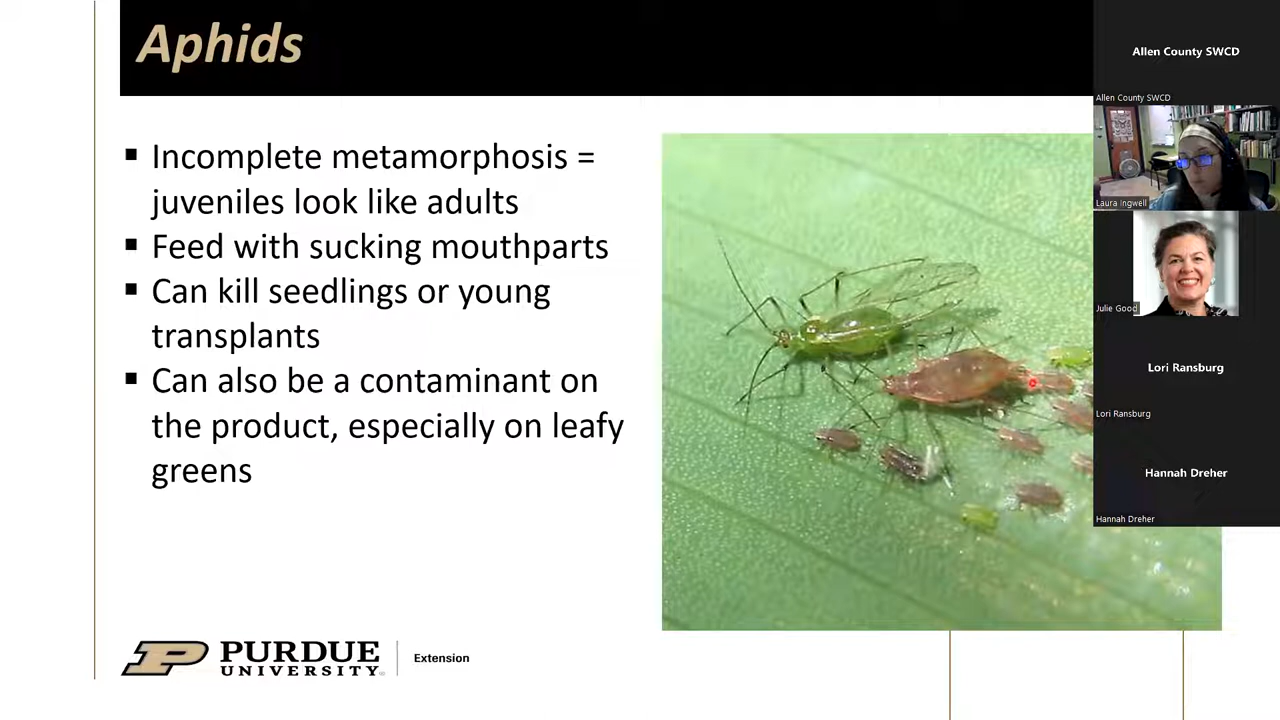 Aphids
▪ Incomplete metamorphosis =
juveniles look like adults
▪ Feed with sucking mouthparts
▪ Can kill seedlings or young
transplants
▪ Can also be a contaminant on
the product, especially on leafy
greens
PURDUE
UNIVERSITY®
Extension
Allen County SWCD
Allen County SWCD
Laura Ingwell
Julie Good
Lori Ransburg
Lori Ransburg
Hannah Dreher
Hannah Dreher